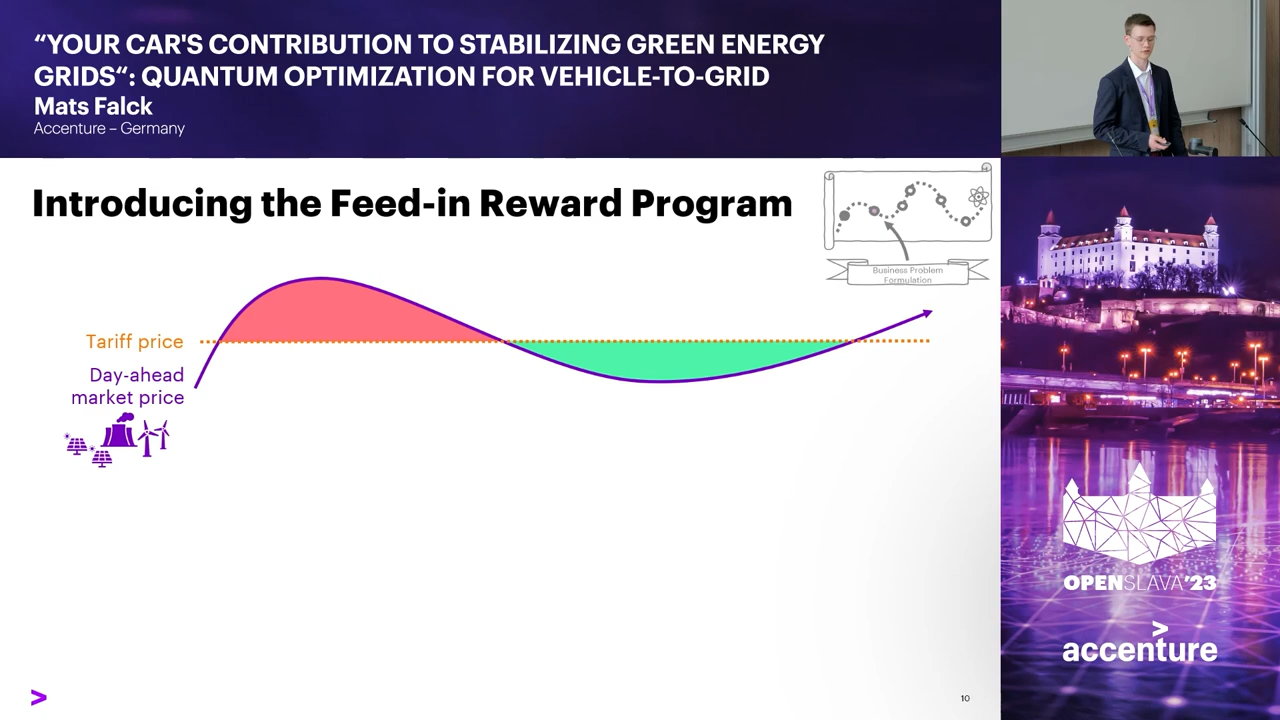 “YOUR CAR'S CONTRIBUTION TO STABILIZING GREEN ENERGY
GRIDS“: QUANTUM OPTIMIZATION FOR VEHICLE-TO-GRID
Mats Falck
Accenture – Germany
Introducing the Feed-in Reward Program
Business Problem
Formulation
Tariff price
Day-ahead
market price
10
OPENSLAVA'23
accenture